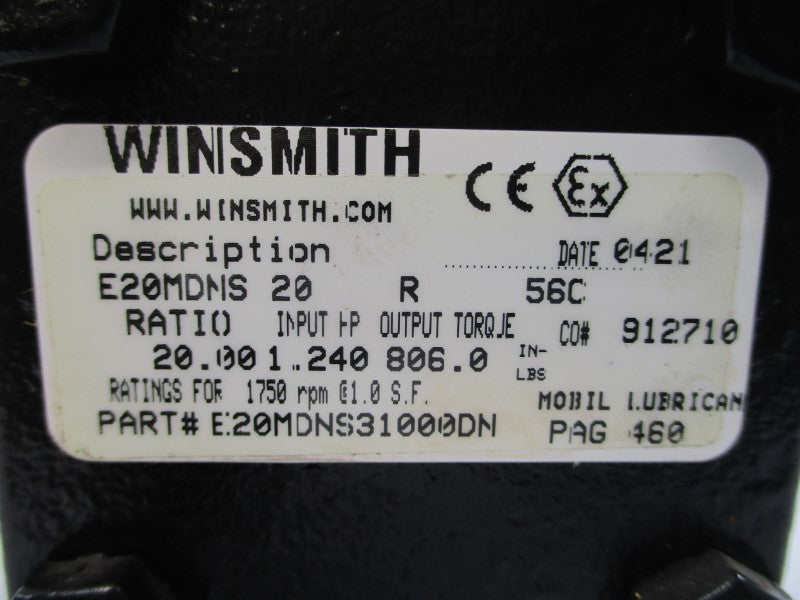 WINSMITH
CE Ex
WWW.WINSMITH.COM
Description DATE 0421
E20MDNS 20 R 56C
RATIO INPUT HP OUTPUT TORQUE CO# 912710
20.00 1.240 806.0 IN-LBS
RATINGS FOR 1750 rpm @1.0 S.F. MOBIL LUBRICAN
PART# E20MDNS31000DN PAG 460